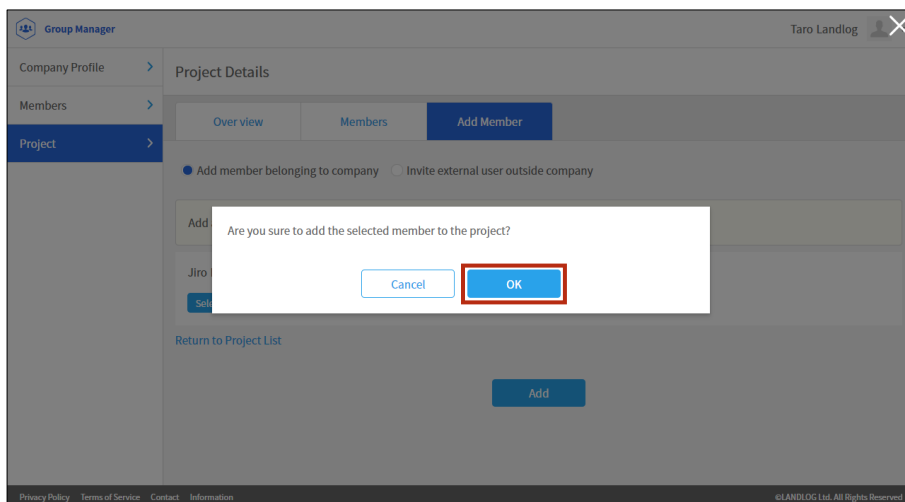 Group Manager
Taro Landlog
Company Profile
Members
Project
Project Details
Over view
Members
Add Member
Add member belonging to company
Invite external user outside company
Add
Are you sure to add the selected member to the project?
Jiro
Cancel
OK
Return to Project List
Add
Privacy Policy Terms of Service Contact Information
©LANDLOG Ltd. All Rights Reserved